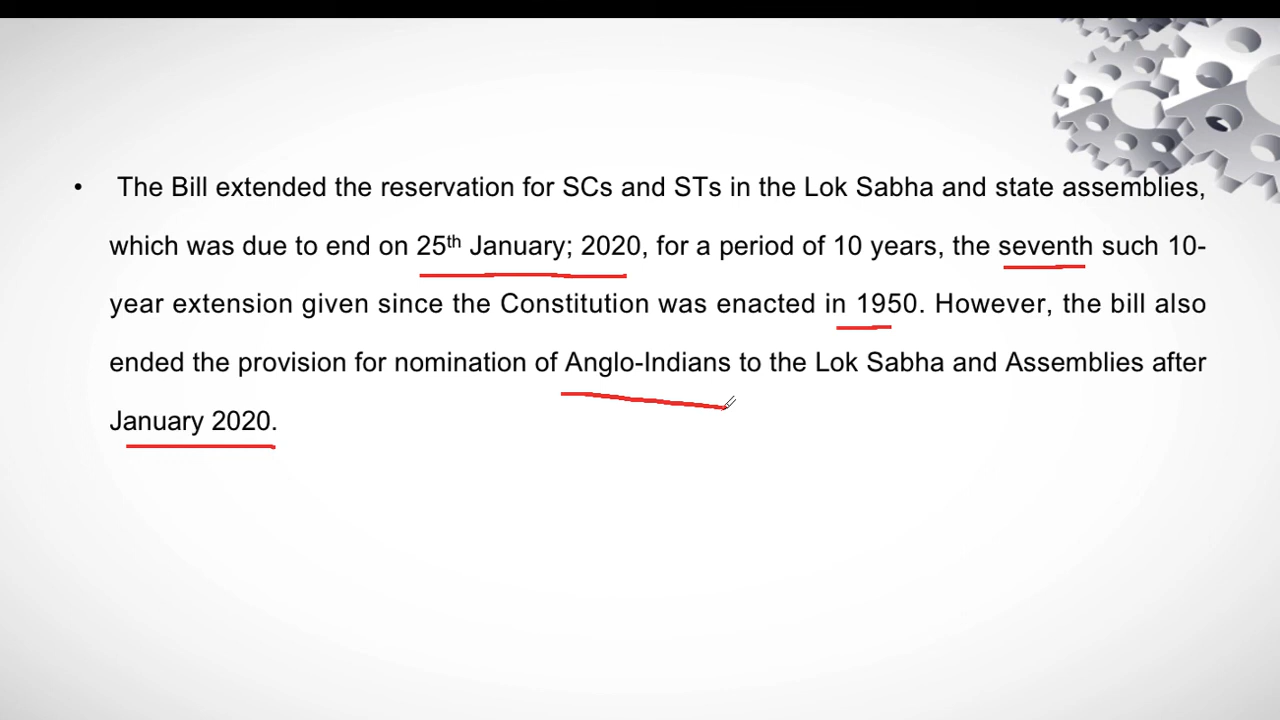 • The Bill extended the reservation for SCs and STs in the Lok Sabha and state assemblies,
which was due to end on 25th January; 2020, for a period of 10 years, the seventh such 10-
year extension given since the Constitution was enacted in 1950. However, the bill also
ended the provision for nomination of Anglo-Indians to the Lok Sabha and Assemblies after
January 2020.